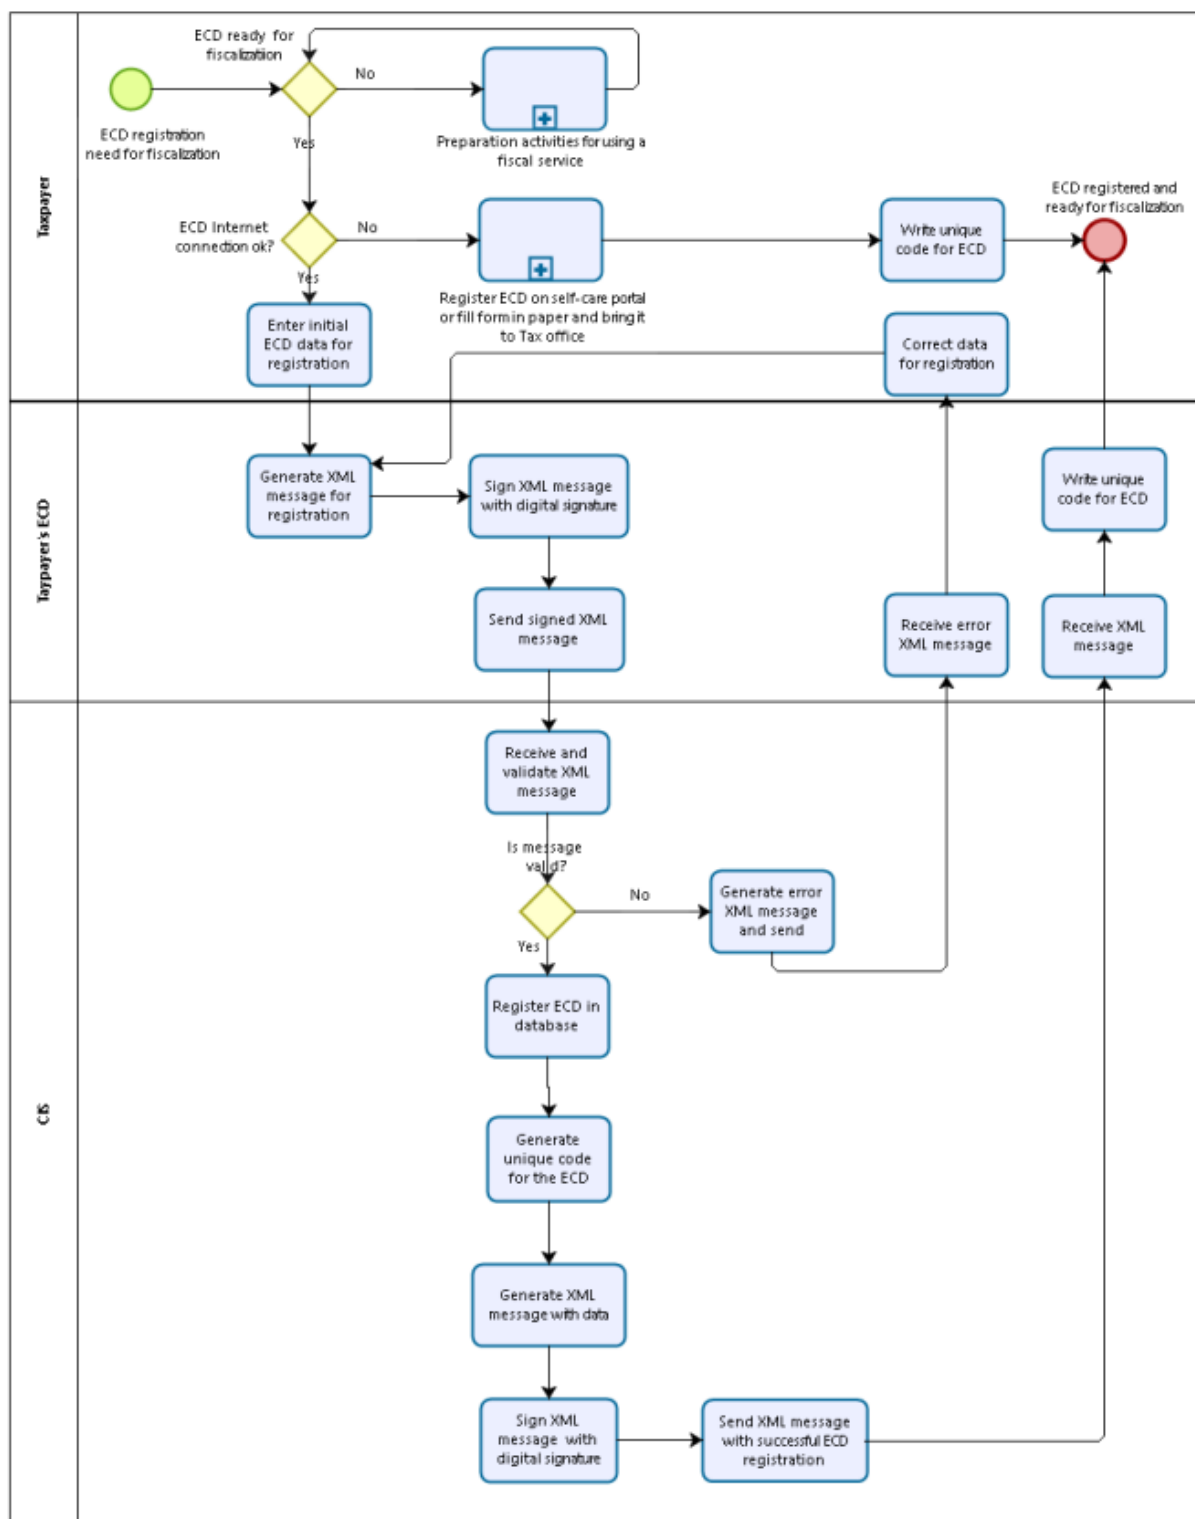 Taxpayer
ECD ready for
fiscalizatiion
No
ECD registration
need for fiscalization
Yes
Preparation activities for using a
fiscal service
ECD Internet
connection ok?
No
Yes
Register ECD on self-care portal
or fill form in paper and bring it
to Tax office
Write unique
code for ECD
ECD registered and
ready for fiscalization
Enter initial
ECD data for
registration
Correct data
for registration
Taypayer's ECD
Generate XML
message for
registration
Sign XML message
with digital signature
Send signed XML
message
Receive error
XML message
Write unique
code for ECD
Receive XML
message
CIS
Receive and
validate XML
message
Is message
valid?
No
Yes
Generate error
XML message
and send
Register ECD in
database
Generate
unique code
for the ECD
Generate XML
message with data
Sign XML
message with
digital signature
Send XML message
with successful ECD
registration